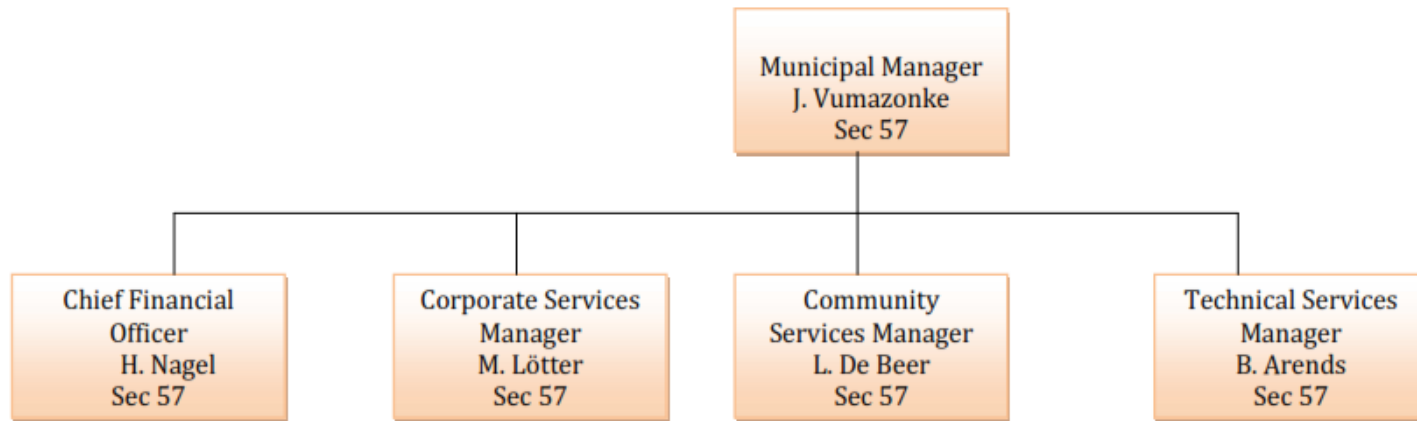 Municipal Manager
J. Vumazonke
Sec 57
Chief Financial
Officer
H. Nagel
Sec 57
Corporate Services
Manager
M. Lötter
Sec 57
Community
Services Manager
L. De Beer
Sec 57
Technical Services
Manager
B. Arends
Sec 57